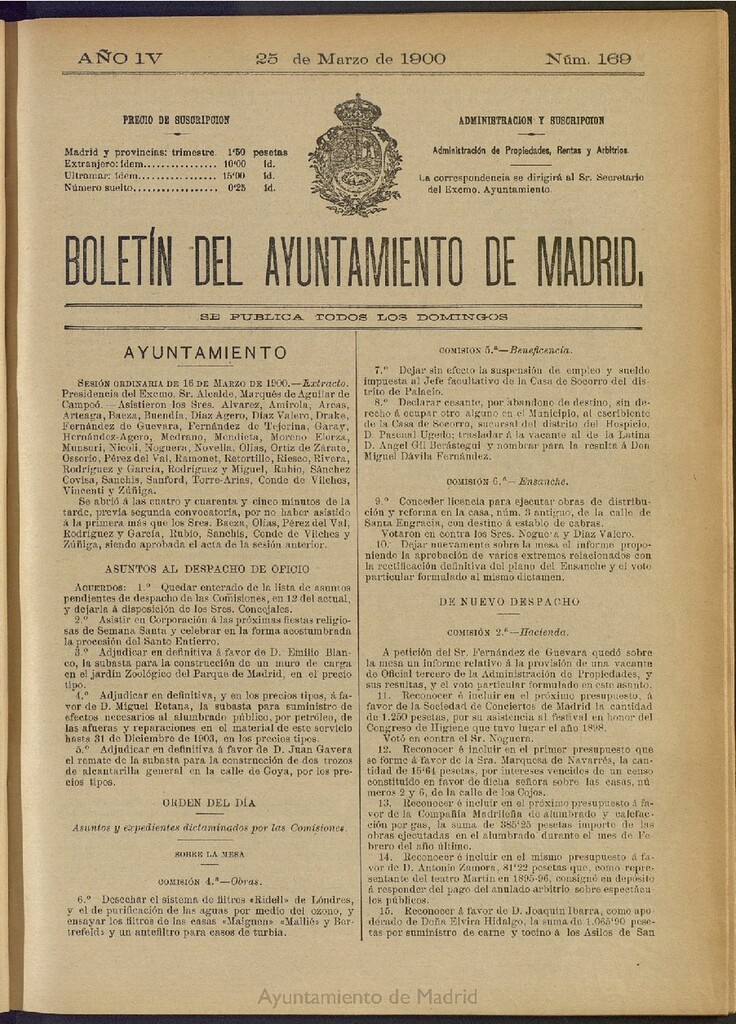 AÑO IV 25 de Marzo de 1900 Núm. 169
PRECIO DE SUSCRIPCION
Madrid y provincias: trimestre 1'50 pesetas
Extranjero: ídem.................. 10'00 id.
Ultramar: ídem.................. 15'00 id.
Número suelto.................. 0'25 id.
ADMINISTRACION Y SUSCRIPCION
Administración de Propiedades, Rentas y Arbitrios.
La correspondencia se dirigirá al Sr. Secretario
del Excmo. Ayuntamiento.
BOLETÍN DEL AYUNTAMIENTO DE MADRID.
SE PUBLICA TODOS LOS DOMINGOS
AYUNTAMIENTO
SESIÓN ORDINARIA DE 16 DE MARZO DE 1900.—Extracto.
Presidencia del Excmo. Sr. Alcalde, Marqués de Aguilar de
Campoó.—Asistieron los Sres. Alvarez, Amirola, Arcas,
Arteaga, Baeza, Buendía, Díaz Agero, Díaz Valero, Drake,
Fernández de Guevara, Fernández de Tejerina, Garay,
Hernández-Agero, Medrano, Mendieta, Moreno Elorza,
Munsuri, Nicoli, Noguera, Novella, Olías, Ortiz de Zárate,
Ossorio, Pérez del Val, Ramonet, Retortillo, Riesco, Rivera,
Rodríguez y García, Rodríguez y Miguel, Rubio, Sánchez
Covisa, Sanchís, Sanford, Torre-Arias, Conde de Vilches,
Vincenti y Zúñiga.
Se abrió á las cuatro y cuarenta y cinco minutos de la
tarde, previa segunda convocatoria, por no haber asistido
á la primera más que los Sres. Baeza, Olías, Pérez del Val,
Rodríguez y García, Rubio, Sanchís, Conde de Vilches y
Zúñiga, siendo aprobada el acta de la sesión anterior.
ASUNTOS AL DESPACHO DE OFICIO
ACUERDOS: 1.º Quedar enterado de la lista de asuntos
pendientes de despacho de las Comisiones, en 12 del actual,
y dejarla á disposición de los Sres. Concejales.
2.º Asistir en Corporación á las próximas fiestas religio-
sas de Semana Santa y celebrar en la forma acostumbrada
la procesión del Santo Entierro.
3.º Adjudicar en definitiva á favor de D. Emilio Blan-
co, la subasta para la construcción de un muro de carga
en el jardín Zoológico del Parque de Madrid, en el precio
tipo.
4.º Adjudicar en definitiva, y en los precios tipos, á fa-
vor de D. Miguel Retana, la subasta para suministro de
efectos necesarios al alumbrado público, por petróleo, de
las afueras y reparaciones en el material de este servicio
hasta 31 de Diciembre de 1903, en los precios tipos.
5.º Adjudicar en definitiva á favor de D. Juan Gavera
el remate de la subasta para la construcción de dos trozos
de alcantarilla general en la calle de Goya, por los pre-
cios tipos.
ORDEN DEL DÍA
Asuntos y expedientes dictaminados por las Comisiones.
SOBRE LA MESA
COMISIÓN 4.ª—Obras.
6.º Desechar el sistema de filtros «Ridell» de Lóndres,
y el de purificación de las aguas por medio del ozono, y
ensayar los filtros de las casas «Maignen» «Mallié» y Ber-
trefeld» y un antefiltro para casos de turbia.
COMISION 5.ª—Beneficencia.
7.º Dejar sin efecto la suspensión de empleo y sueldo
impuesta al Jefe facultativo de la Casa de Socorro del dis-
trito de Palacio.
8.º Declarar cesante, por abandono de destino, sin de-
recho á ocupar otro alguno en el Municipio, al escribiente
de la Casa de Socorro, sucursal del distrito del Hospicio,
D. Pascual Ugedo; trasladar á la vacante al de la Latina
D. Angel Gil Berástegui y nombrar para la resulta á Don
Miguel Dávila Fernández.
COMISIÓN 6.ª—Ensanche.
9.º Conceder licencia para ejecutar obras de distribu-
ción y reforma en la casa, núm. 3 antiguo, de la calle de
Santa Engracia, con destino á establo de cabras.
Votaron en contra los Sres. Noguera y Díaz Valero.
10. Dejar nuevamente sobre la mesa el informe propo-
niendo la aprobación de varios extremos relacionados con
la rectificación definitiva del plano del Ensanche y el voto
particular formulado al mismo dictamen.
DE NUEVO DESPACHO
COMISIÓN 2.ª—Hacienda.
A petición del Sr. Fernández de Guevara quedó sobre
la mesa un informe relativo á la provisión de una vacante
de Oficial tercero de la Administración de Propiedades, y
sus resultas, y el voto particular formulado en este asunto.
11. Reconocer é incluir en el próximo presupuesto, á
favor de la Sociedad de Conciertos de Madrid la cantidad
de 1.250 pesetas, por su asistencia al festival en honor del
Congreso de Higiene que tuvo lugar el año 1898.
Votó en contra el Sr. Noguera.
12. Reconocer é incluir en el primer presupuesto que
se forme á favor de la Sra. Marquesa de Navarrés, la can-
tidad de 15'64 pesetas, por intereses vencidos de un censo
constituído en favor de dicha señora sobre las casas, nú-
meros 2 y 6, de la calle de los Cojos.
13. Reconocer é incluir en el próximo presupuesto á fa-
vor de la Compañía Madrileña de alumbrado y calefac-
ción por gas, la suma de 385'25 pesetas importe de las
obras ejecutadas en el alumbrado durante el mes de Fe-
brero del año último.
14. Reconocer é incluir en el mismo presupuesto á fa-
vor de D. Antonio Zamora, 81'22 pesetas que, como repre-
sentante del teatro Martín en 1895-96, consignó en depósito
á responder del pago del anulado arbitrio sobre espectácu-
los públicos.
15. Reconocer á favor de D. Joaquín Ibarra, como apo-
derado de Doña Elvira Hidalgo, la suma de 1.065'90 pese-
tas por suministro de carne y tocino á los Asilos de San
Ayuntamiento de Madrid